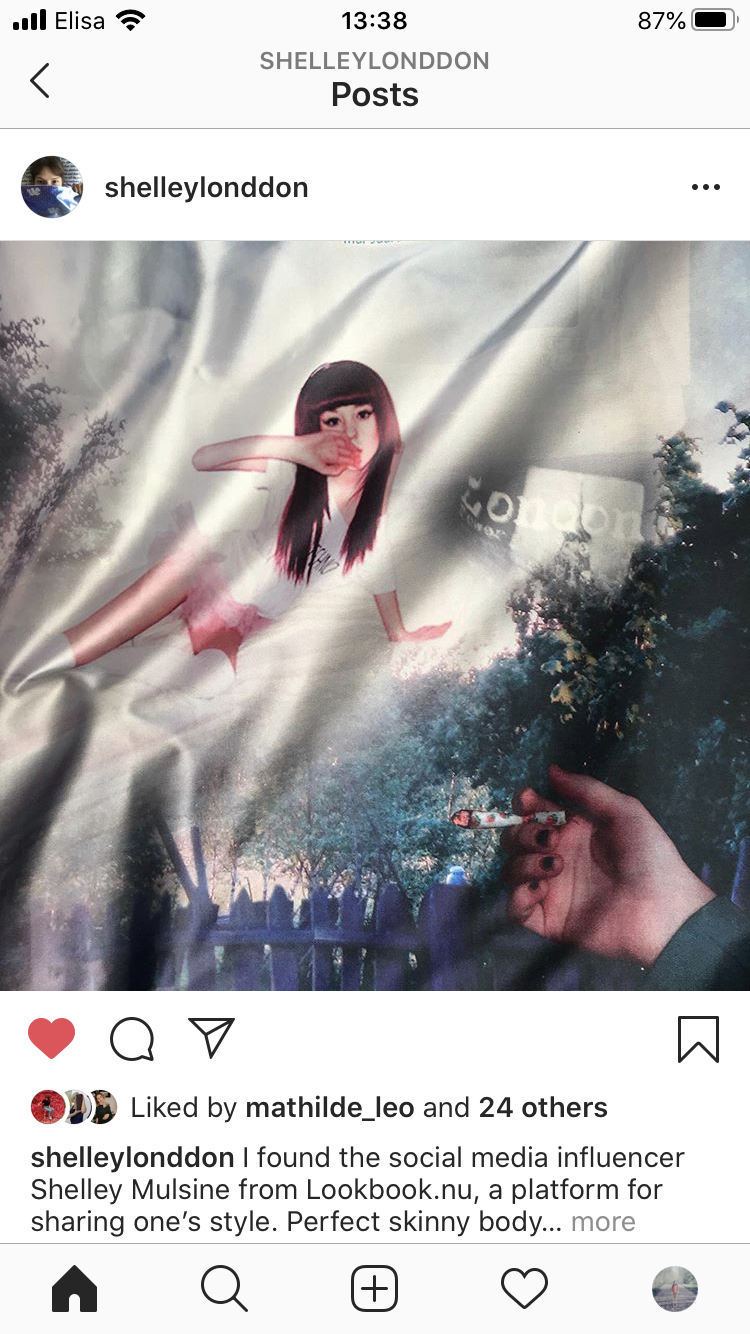 Elisa 13:38 87%
SHELLEYLONDDON
Posts
shelleylonddon
London
Liked by mathilde_leo and 24 others
shelleylonddon I found the social media influencer
Shelley Mulsine from Lookbook.nu, a platform for
sharing one’s style. Perfect skinny body... more